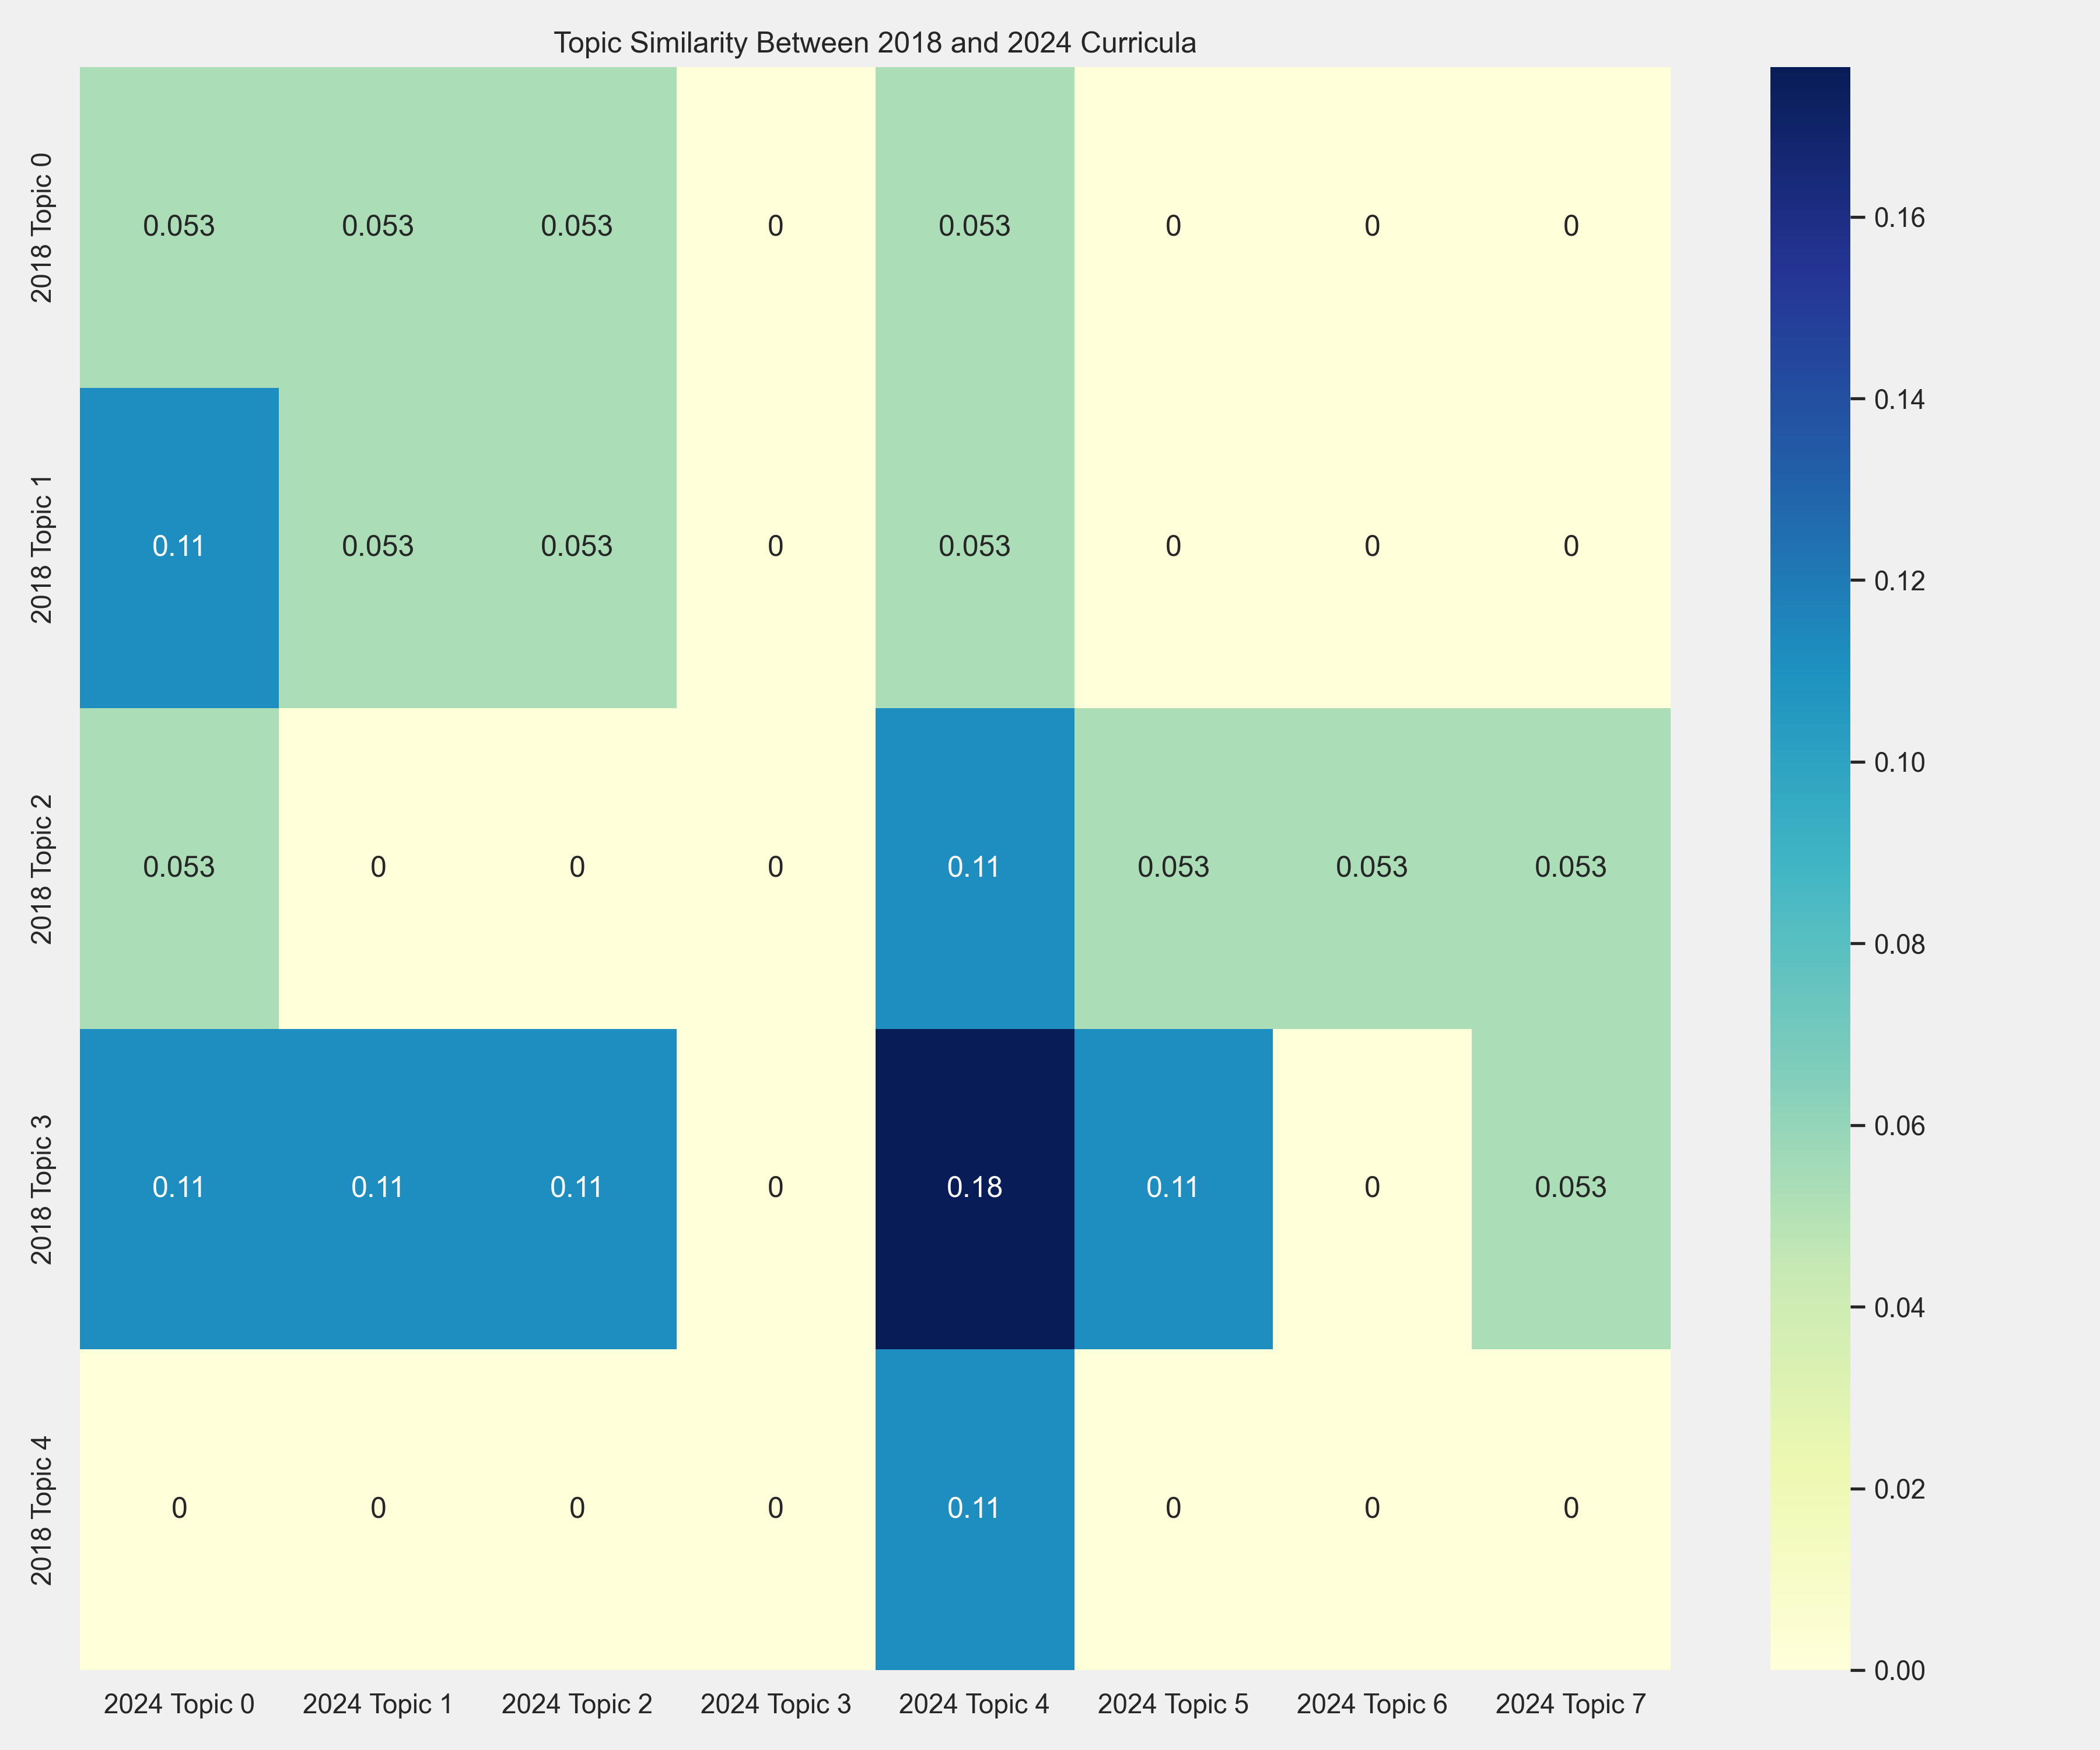 Topic Similarity Between 2018 and 2024 Curricula
2018 Topic 0
0.053 0.053 0.053 0 0.053 0 0 0
2018 Topic 1
0.11 0.053 0.053 0 0.053 0 0 0
2018 Topic 2
0.053 0 0 0 0.11 0.053 0.053 0.053
2018 Topic 3
0.11 0.11 0.11 0 0.18 0.11 0 0.053
2018 Topic 4
0 0 0 0 0.11 0 0 0
2024 Topic 0 2024 Topic 1 2024 Topic 2 2024 Topic 3 2024 Topic 4 2024 Topic 5 2024 Topic 6 2024 Topic 7
0.16
0.14
0.12
0.10
0.08
0.06
0.04
0.02
0.00